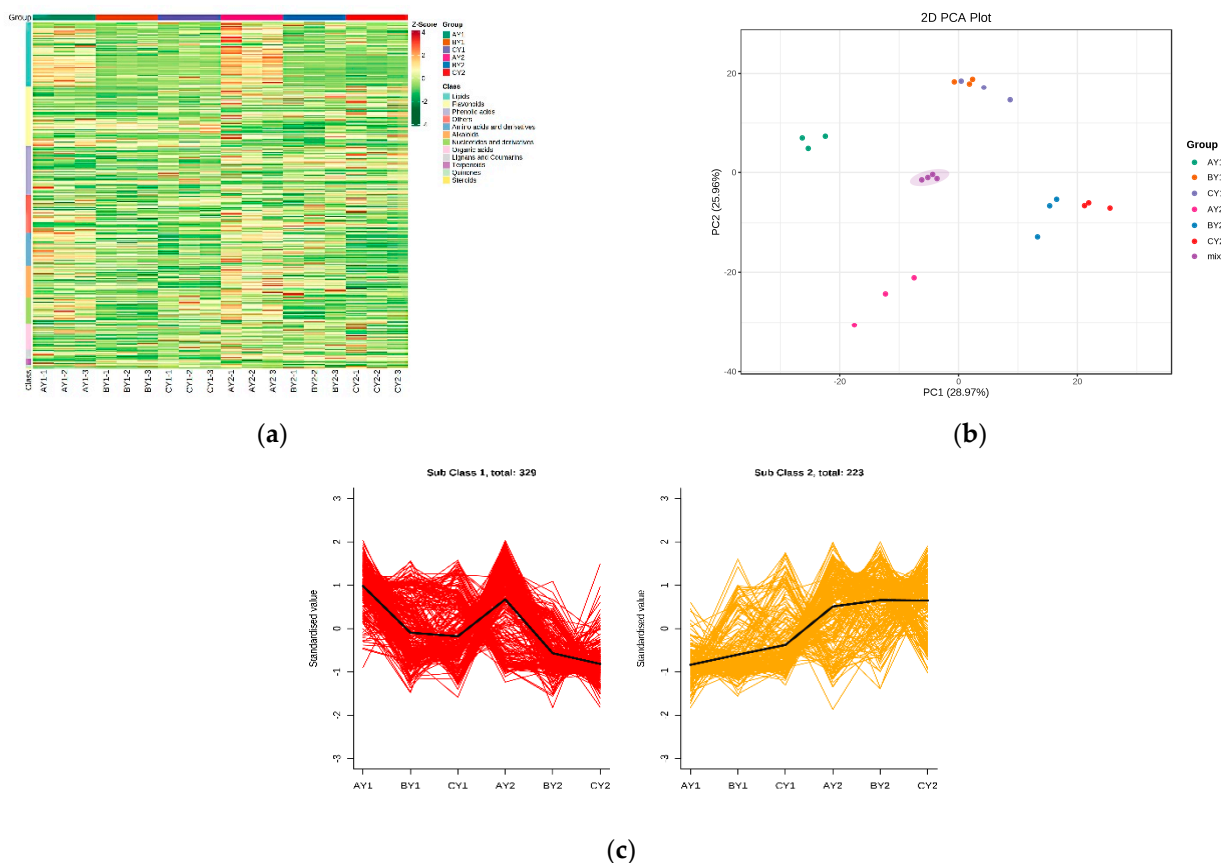 Group
Z-Score
4
2
0
-2
-4
Group
AY1
BY1
CY1
AY2
BY2
CY2
Class
Lipids
Flavonoids
Phenolic acids
Others
Amino acids and derivatives
Alkaloids
Nucleotides and derivatives
Organic acids
Lignans and Coumarins
Terpenoids
Quinones
Steroids
Class
AY1-1 AY1-2 AY1-3 BY1-1 BY1-2 BY1-3 CY1-1 CY1-2 CY1-3 AY2-1 AY2-2 AY2-3 BY2-1 BY2-2 BY2-3 CY2-1 CY2-2 CY2-3
(a)
2D PCA Plot
PC2 (25.96%)
20
0
-20
-40
-20 0 20
PC1 (28.97%)
Group
AY1
BY1
CY1
AY2
BY2
CY2
mix
(b)
Sub Class 1, total: 329
Standardised value
3
2
1
0
-1
-2
-3
AY1 BY1 CY1 AY2 BY2 CY2
Sub Class 2, total: 223
Standardised value
3
2
1
0
-1
-2
-3
AY1 BY1 CY1 AY2 BY2 CY2
(c)